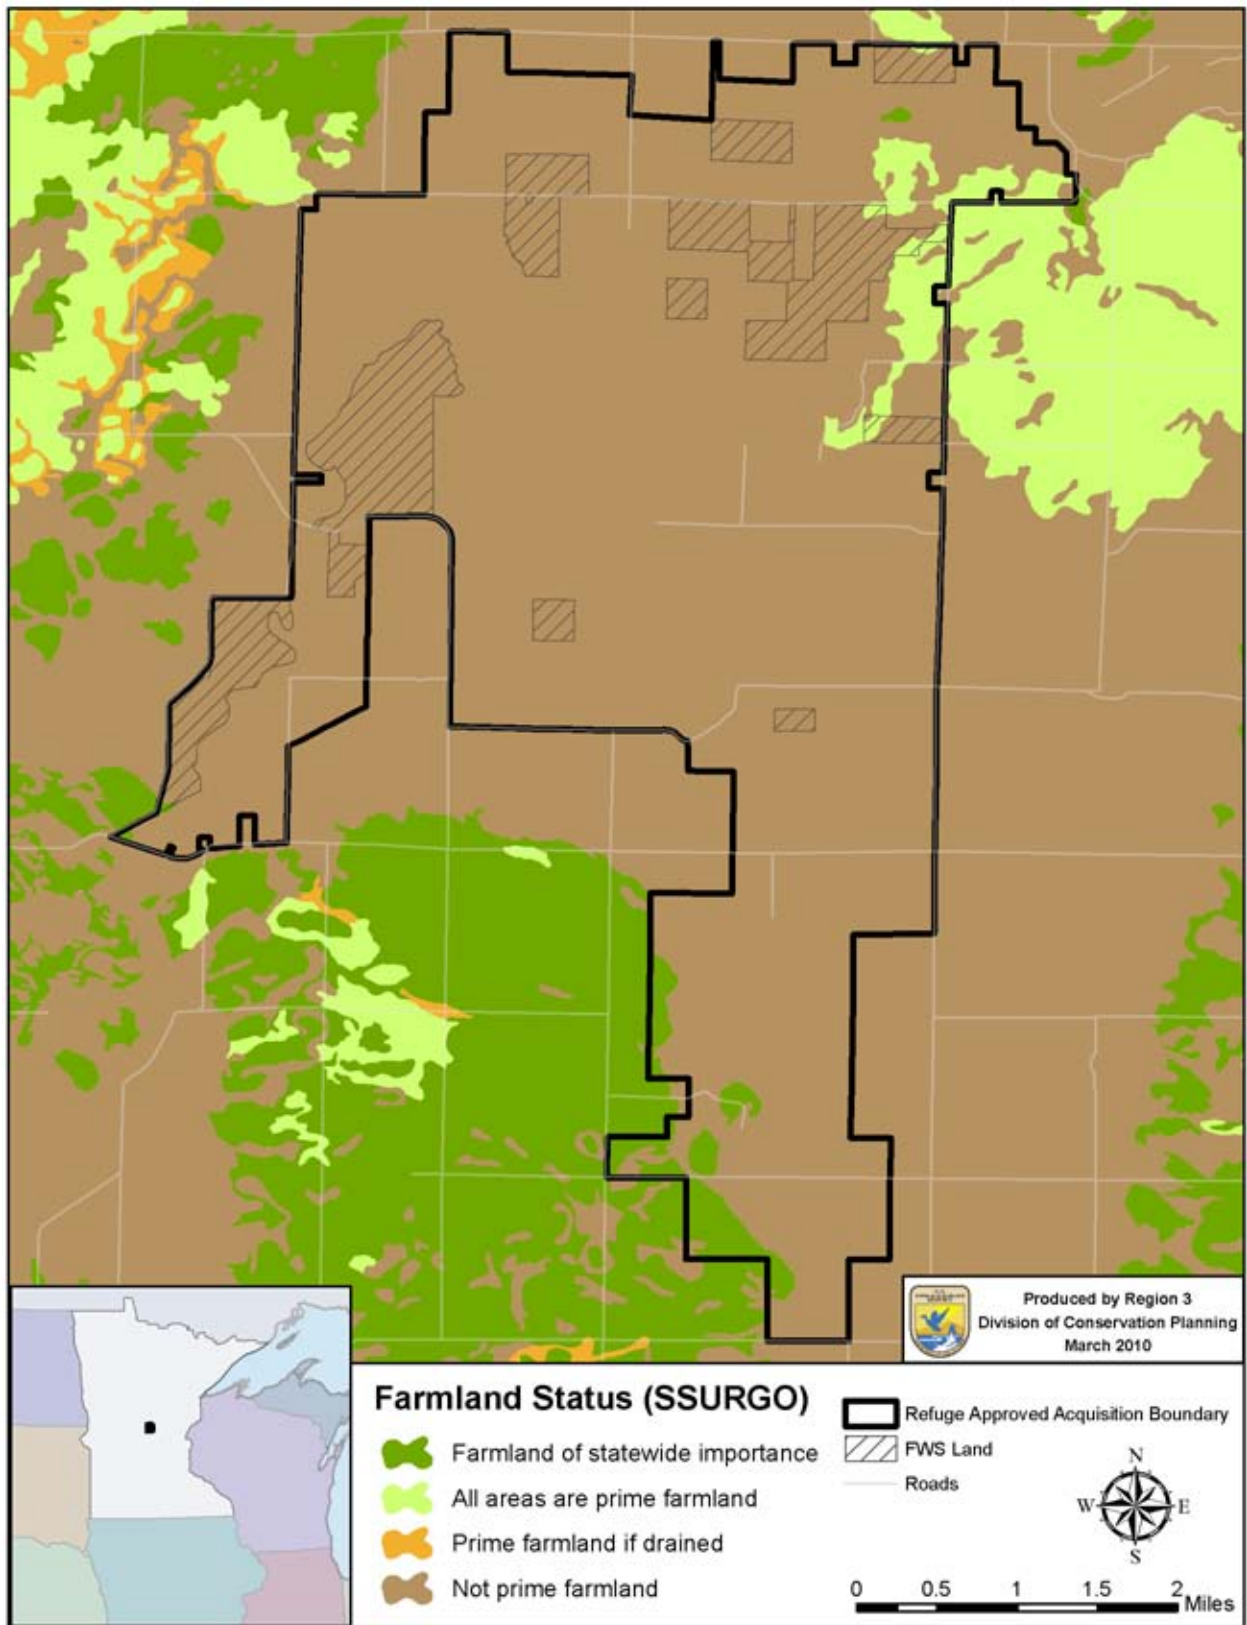 Produced by Region 3
Division of Conservation Planning
March 2010
Farmland Status (SSURGO)
Farmland of statewide importance
All areas are prime farmland
Prime farmland if drained
Not prime farmland
Refuge Approved Acquisition Boundary
FWS Land
Roads
N
W E
S
0 0.5 1 1.5 2
Miles